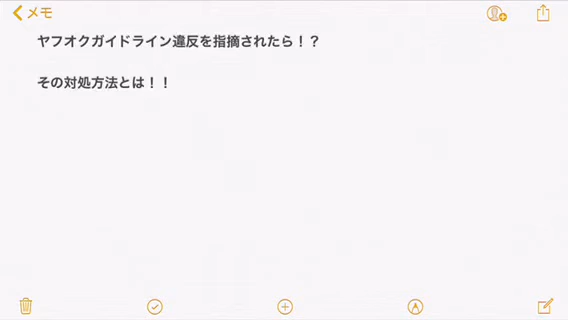 メモ
ヤフオクガイドライン違反を指摘されたら！？
その対処方法とは！！